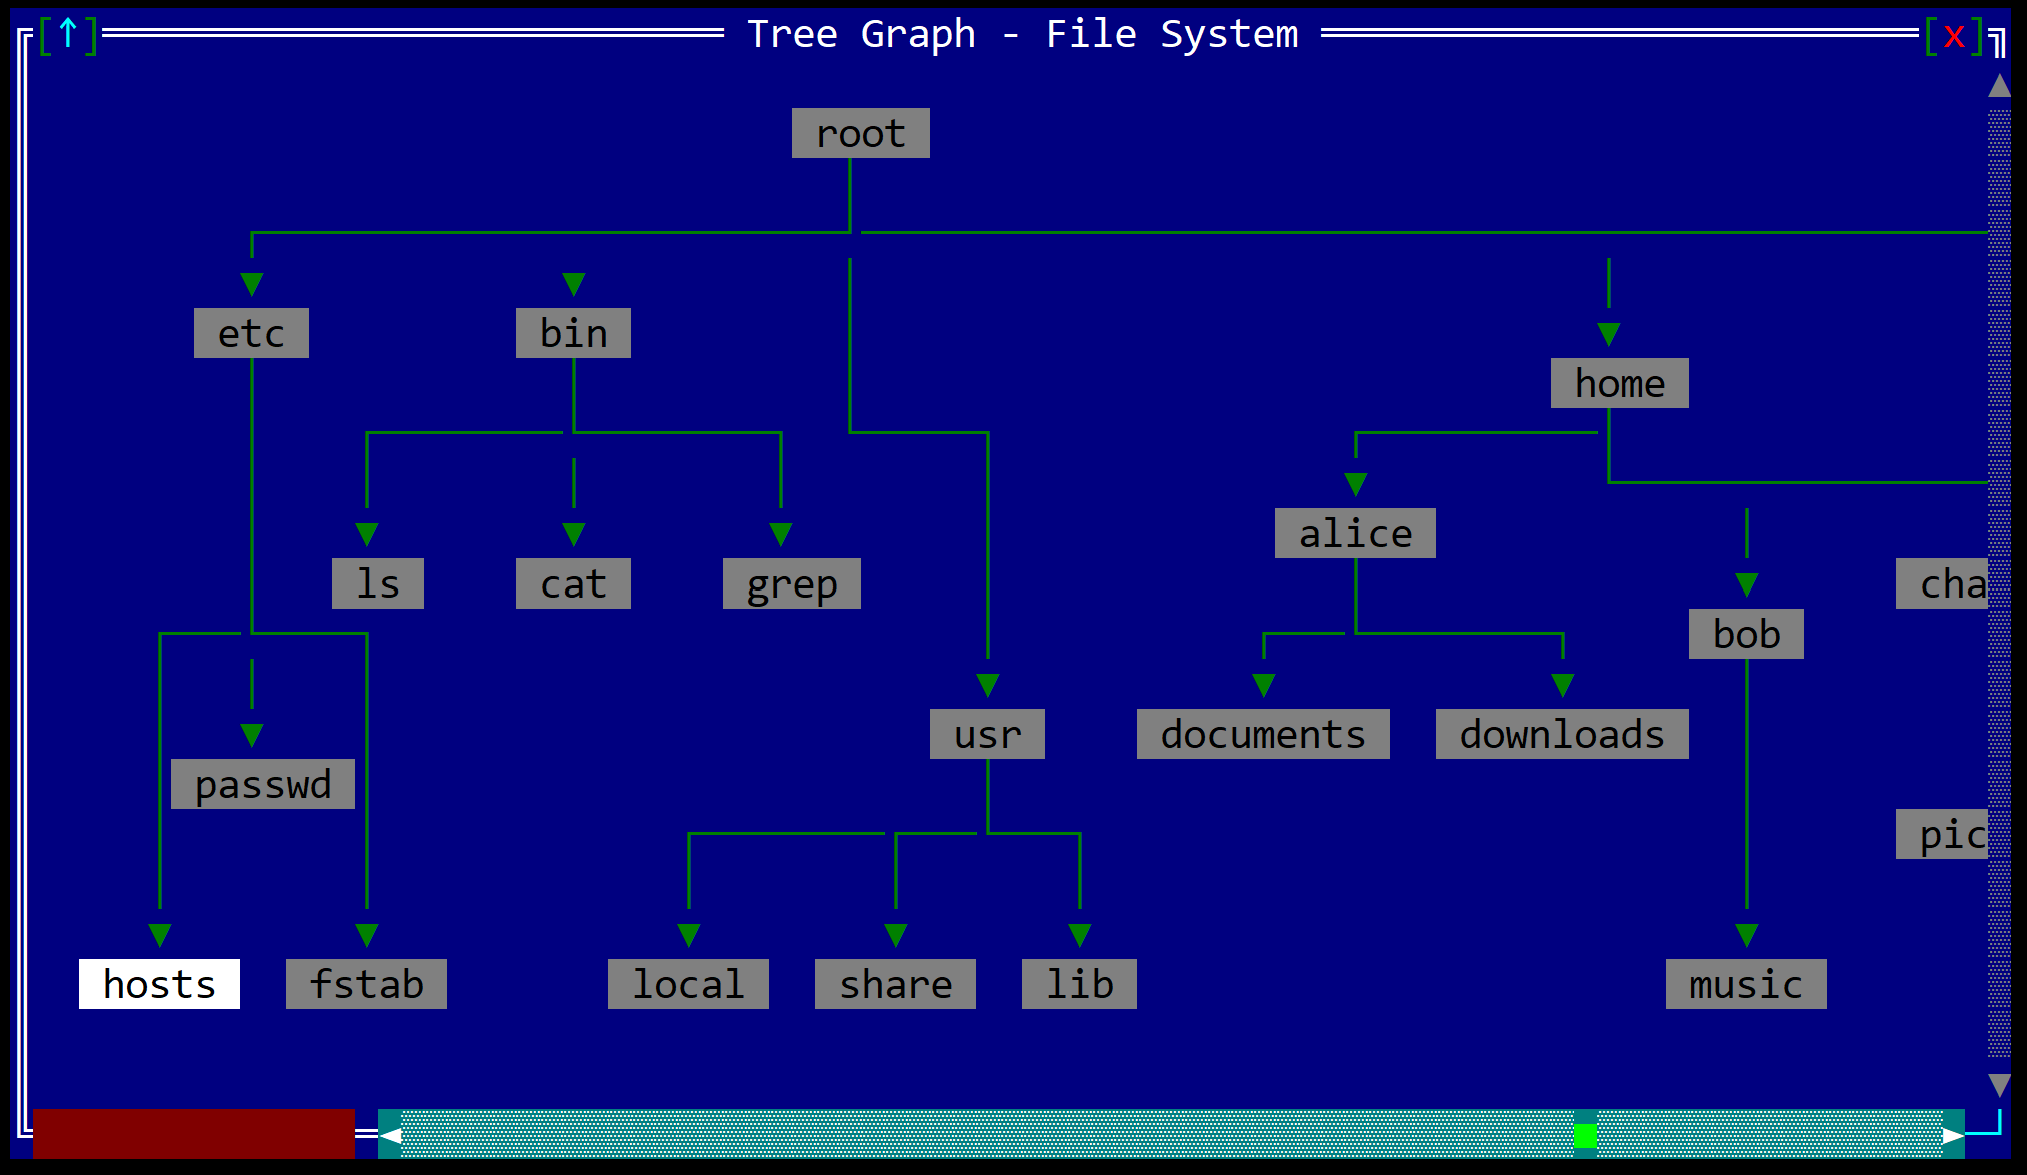 [↑] Tree Graph - File System [x]
root
etc bin
home
alice
ls cat grep cha
bob
usr documents downloads
passwd
pic
hosts fstab local share lib music